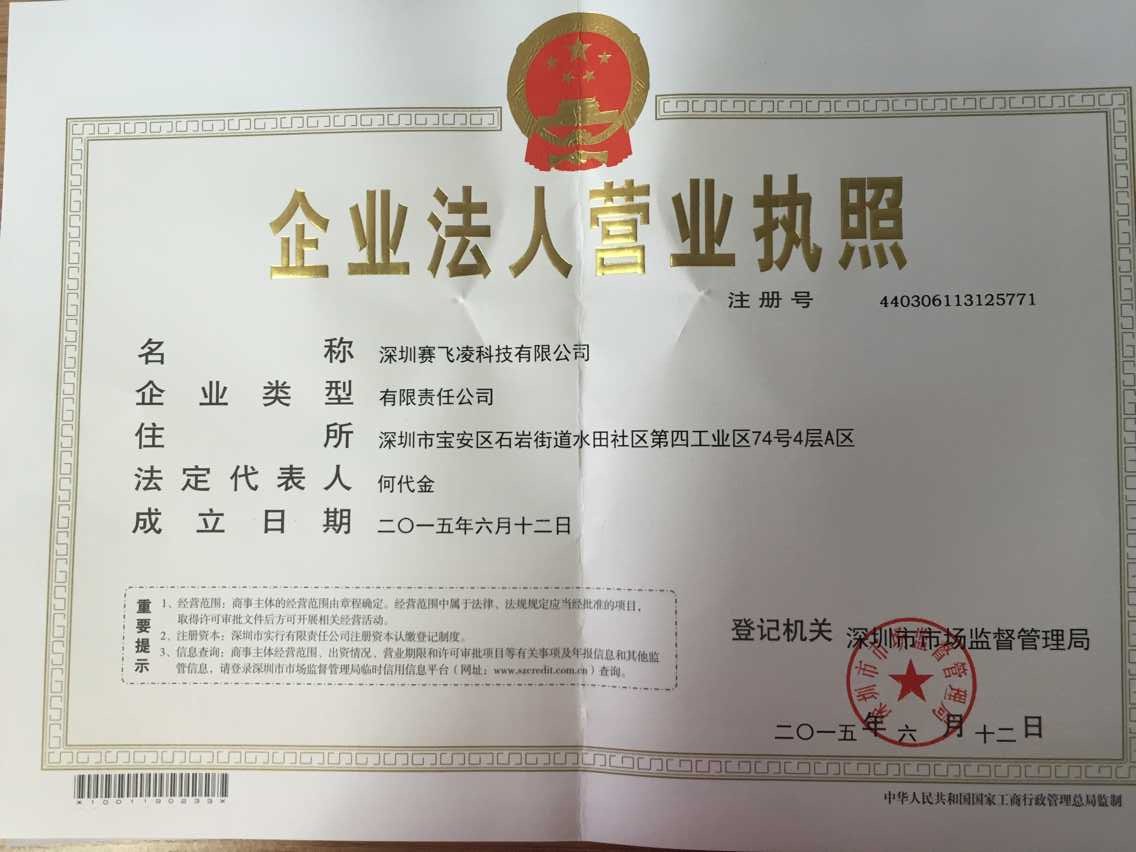 企业法人营业执照
注册号 440306113125771
名称 深圳赛飞凌科技有限公司
企业类型 有限责任公司
住所 深圳市宝安区石岩街道水田社区第四工业区74号4层A区
法定代表人 何代金
成立日期 二〇一五年六月十二日
重要提示
1、经营范围：商事主体的经营范围由章程确定。经营范围中属于法律、法规规定应当经批准的项目，
取得许可审批文件后方可开展相关经营活动。
2、注册资本：深圳市实行有限责任公司注册资本认缴登记制度。
3、信息查询：商事主体经营范围、出资情况、营业期限和许可审批项目等有关事项及年报信息和其他监
管信息，请登录深圳市市场监督管理局临时信用信息平台（网址：www.szcredit.com.cn）查询。
登记机关 深圳市市场监督管理局
深圳市市场监督管理局
二〇一五年六月十二日
*100119023​3*
中华人民共和国国家工商行政管理总局监制